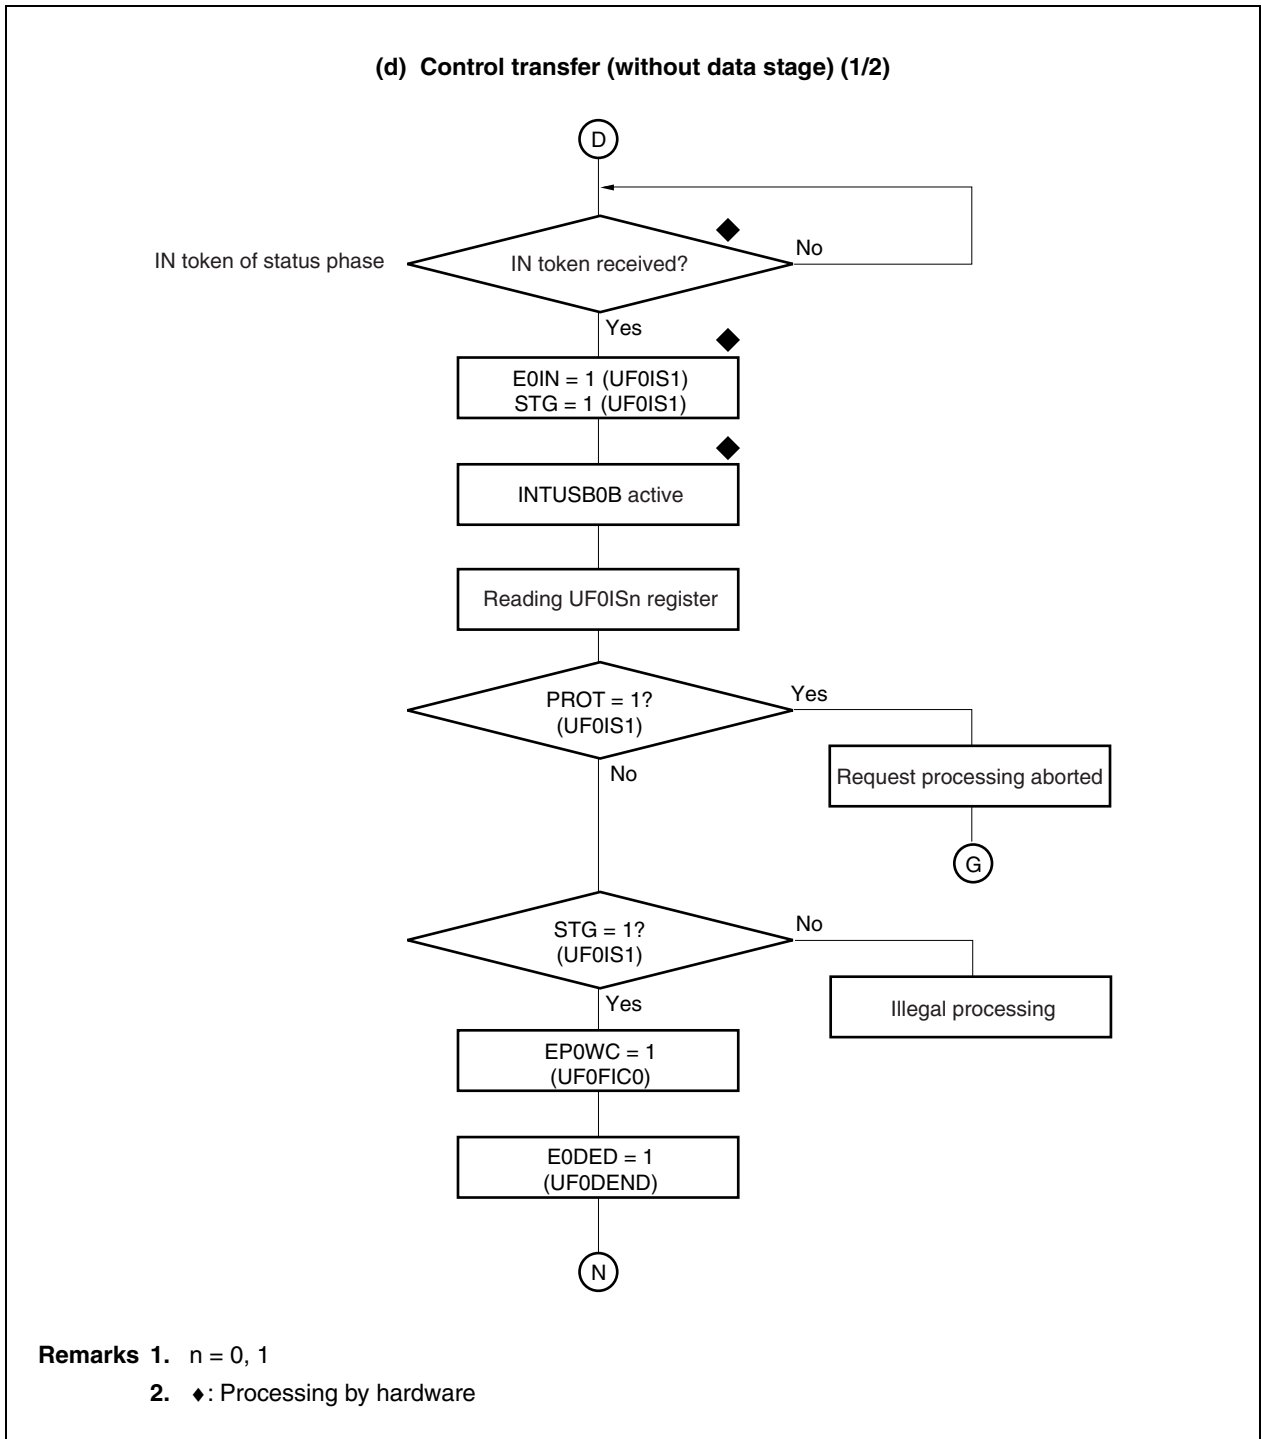 (d) Control transfer (without data stage) (1/2)
D
IN token of status phase
IN token received?
No
Yes
E0IN = 1 (UF0IS1)
STG = 1 (UF0IS1)
INTUSB0B active
Reading UF0ISn register
PROT = 1?
(UF0IS1)
Yes
No
Request processing aborted
G
STG = 1?
(UF0IS1)
No
Yes
Illegal processing
EP0WC = 1
(UF0FIC0)
E0DED = 1
(UF0DEND)
N
Remarks 1. n = 0, 1
2. ♦: Processing by hardware